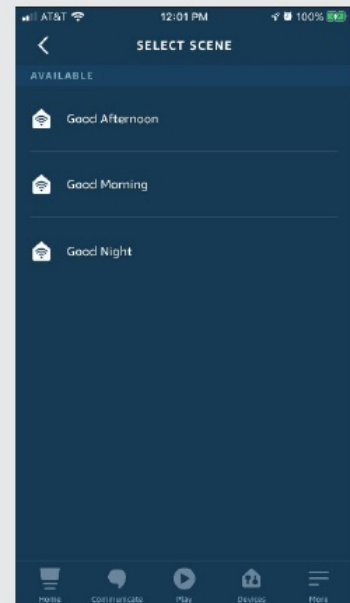 AT&T 12:01 PM 100%
SELECT SCENE
AVAILABLE
Good Afternoon
Good Morning
Good Night
Home Communicate Play Devices More